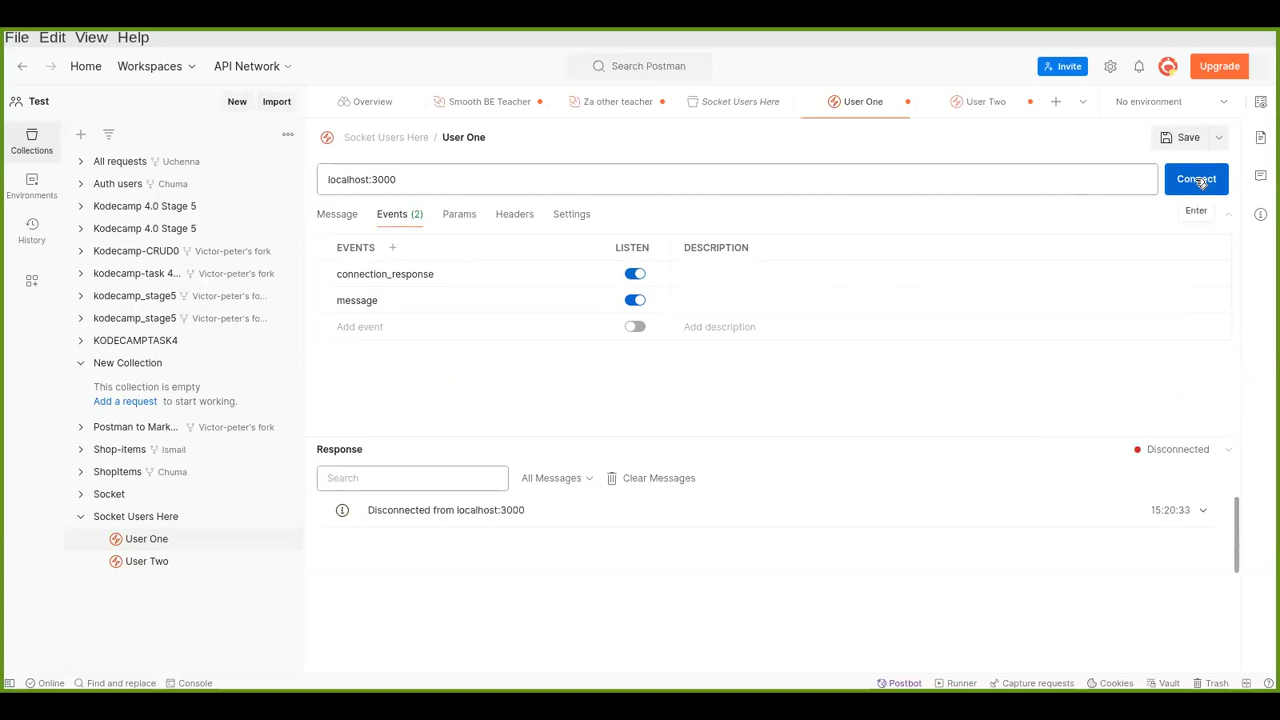 File Edit View Help
Home Workspaces API Network Search Postman Invite Upgrade
Test New Import Overview Smooth BE Teacher Za other teacher Socket Users Here User One User Two No environment
Collections
Environments
History
All requests Uchenna
Auth users Chuma
Kodecamp 4.0 Stage 5
Kodecamp 4.0 Stage 5
Kodecamp-CRUD0 Victor-peter's fork
kodecamp-task 4... Victor-peter's fork
kodecamp_stage5 Victor-peter's fo...
kodecamp_stage5 Victor-peter's fo...
KODECAMPTASK4
New Collection
This collection is empty
Add a request to start working.
Postman to Mark... Victor-peter's fork
Shop-items Ismail
ShopItems Chuma
Socket
Socket Users Here
User One
User Two
Socket Users Here / User One Save
localhost:3000 Connect
Enter
Message Events (2) Params Headers Settings
EVENTS + LISTEN DESCRIPTION
connection_response
message
Add event Add description
Response Disconnected
Search All Messages Clear Messages
Disconnected from localhost:3000 15:20:33
Online Find and replace Console Postbot Runner Capture requests Cookies Vault Trash